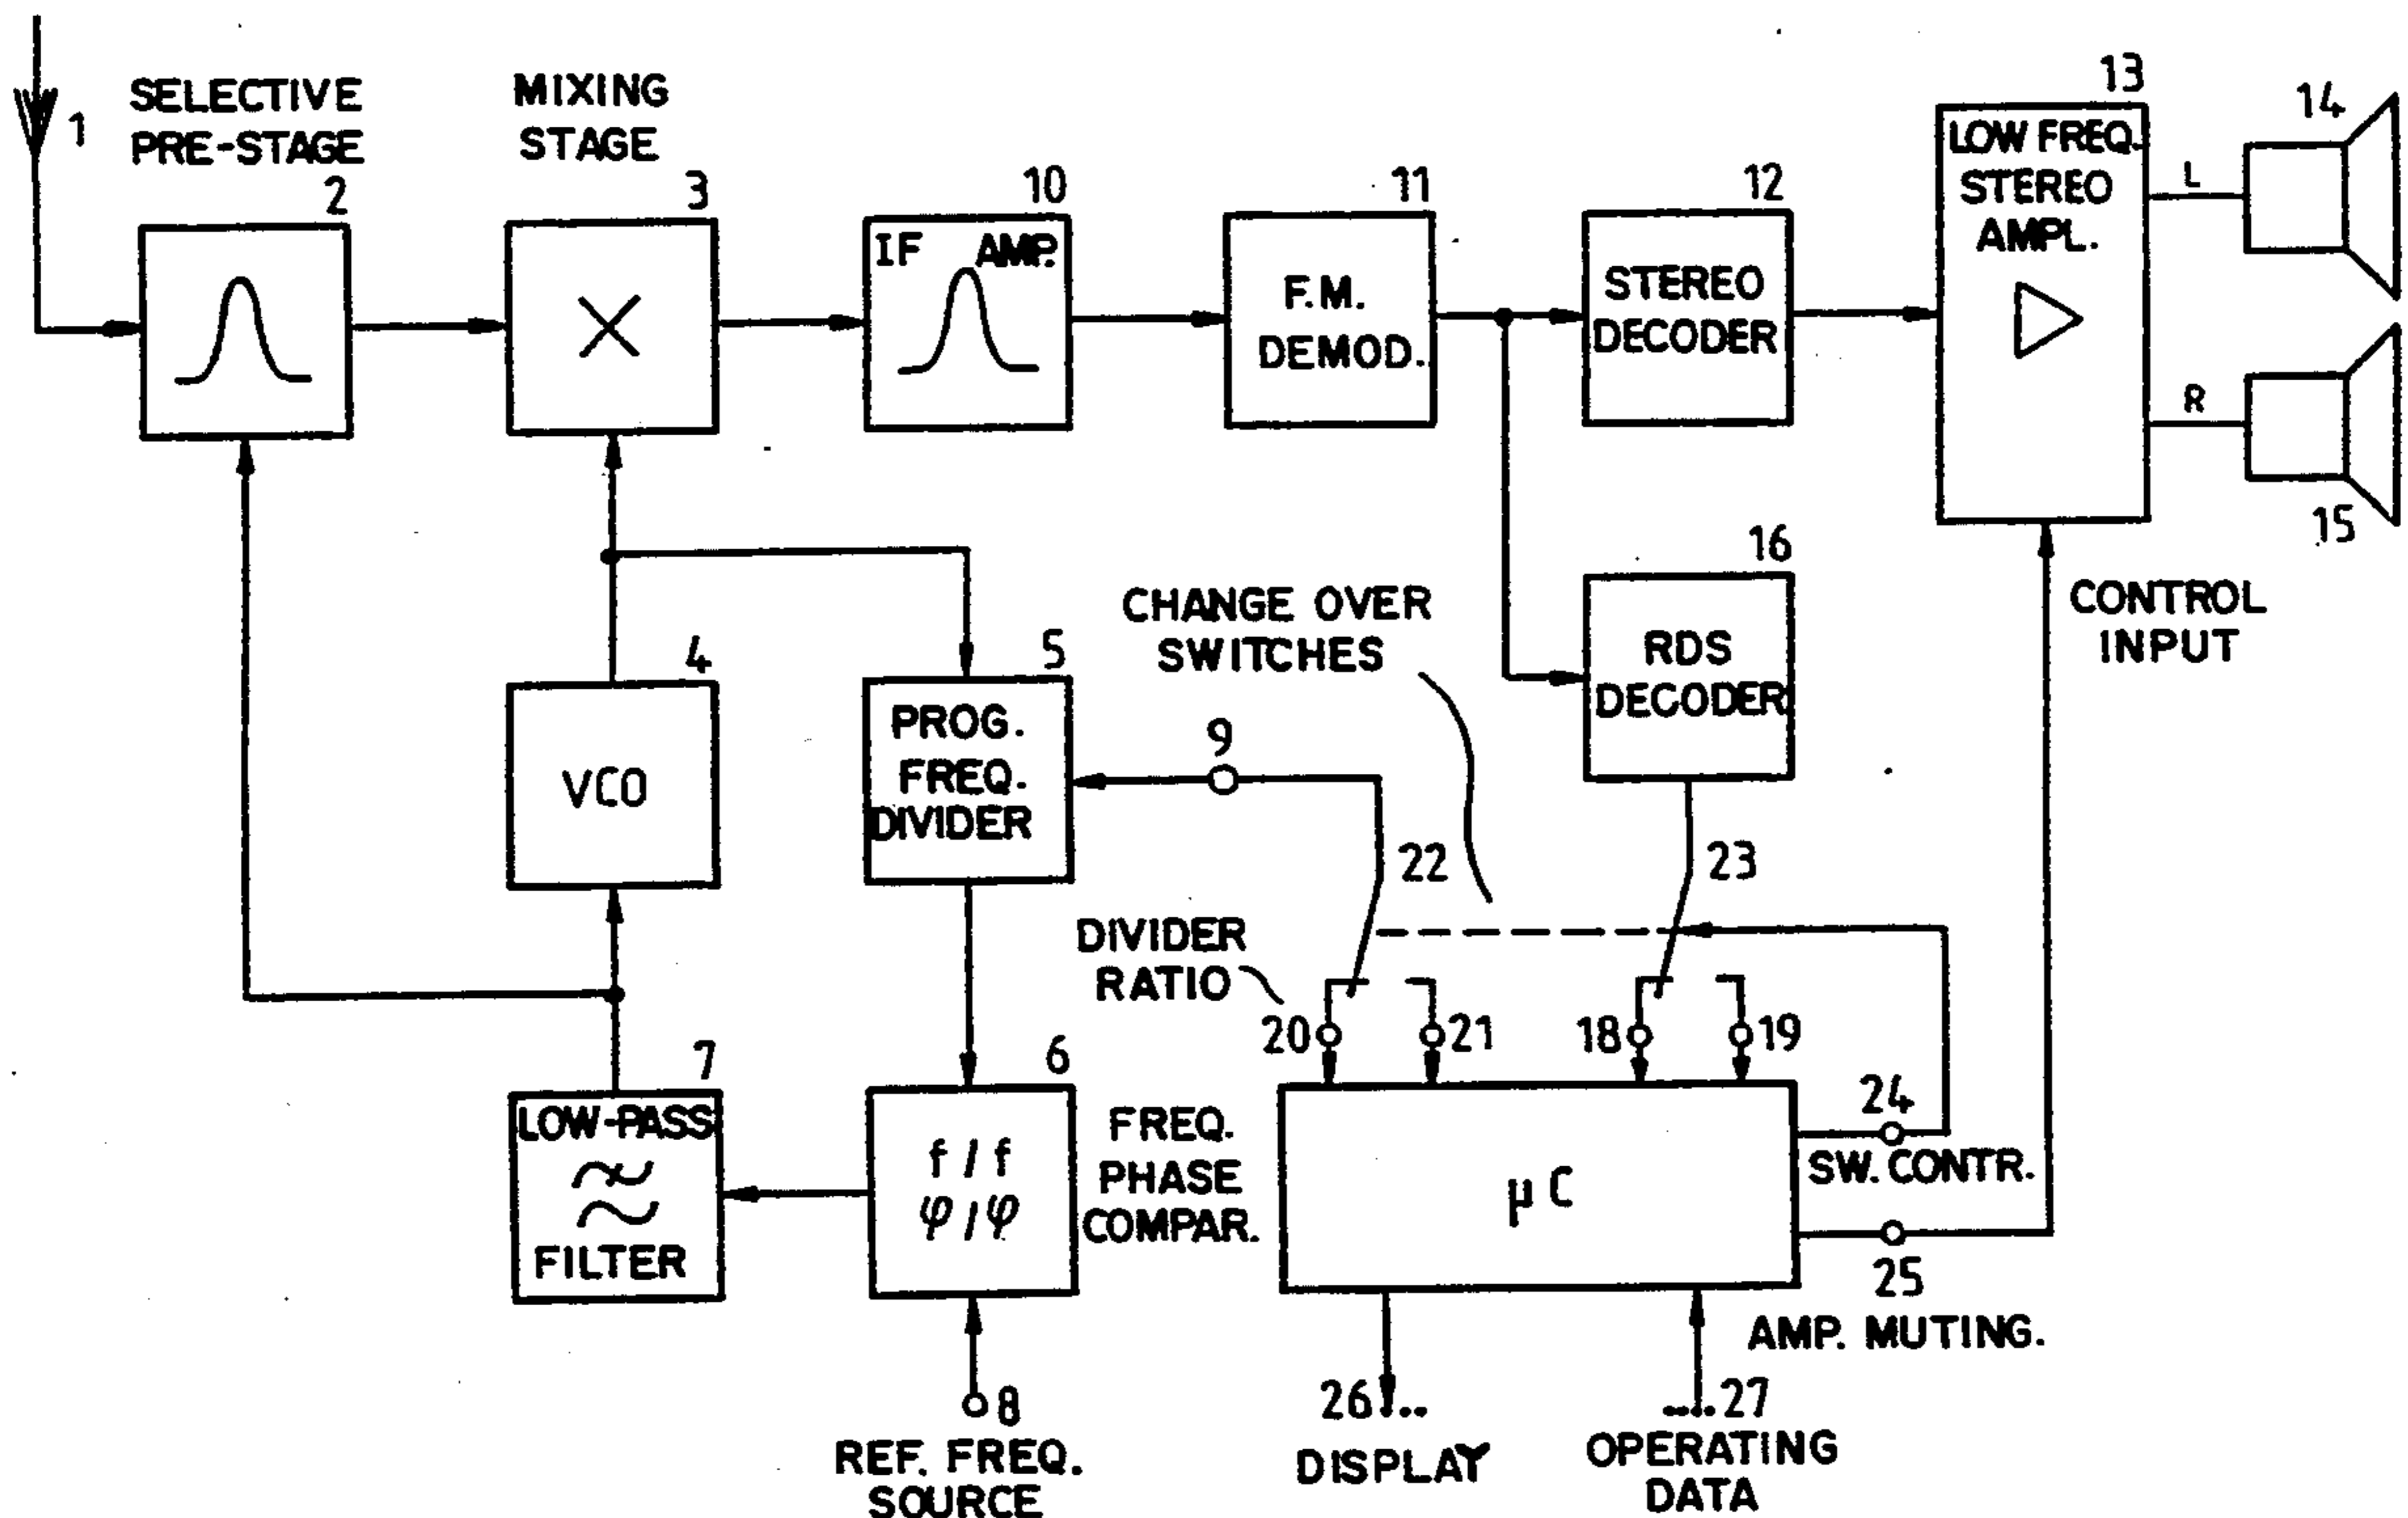 1
SELECTIVE
PRE-STAGE
2
MIXING
STAGE
3
IF AMP.
10
F.M.
DEMOD.
11
STEREO
DECODER
12
13
LOW FREQ.
STEREO
AMPL.
L
R
14
15
16
RDS
DECODER
CONTROL
INPUT
CHANGE OVER
SWITCHES
4
VCO
5
PROG.
FREQ.
DIVIDER
9
22
23
DIVIDER
RATIO
20
21
18
19
7
LOW-PASS
FILTER
6
f / f
φ / φ
FREQ.
PHASE
COMPAR.
µC
24
SW. CONTR.
25
AMP. MUTING.
8
REF. FREQ.
SOURCE
26...
DISPLAY
....27
OPERATING
DATA